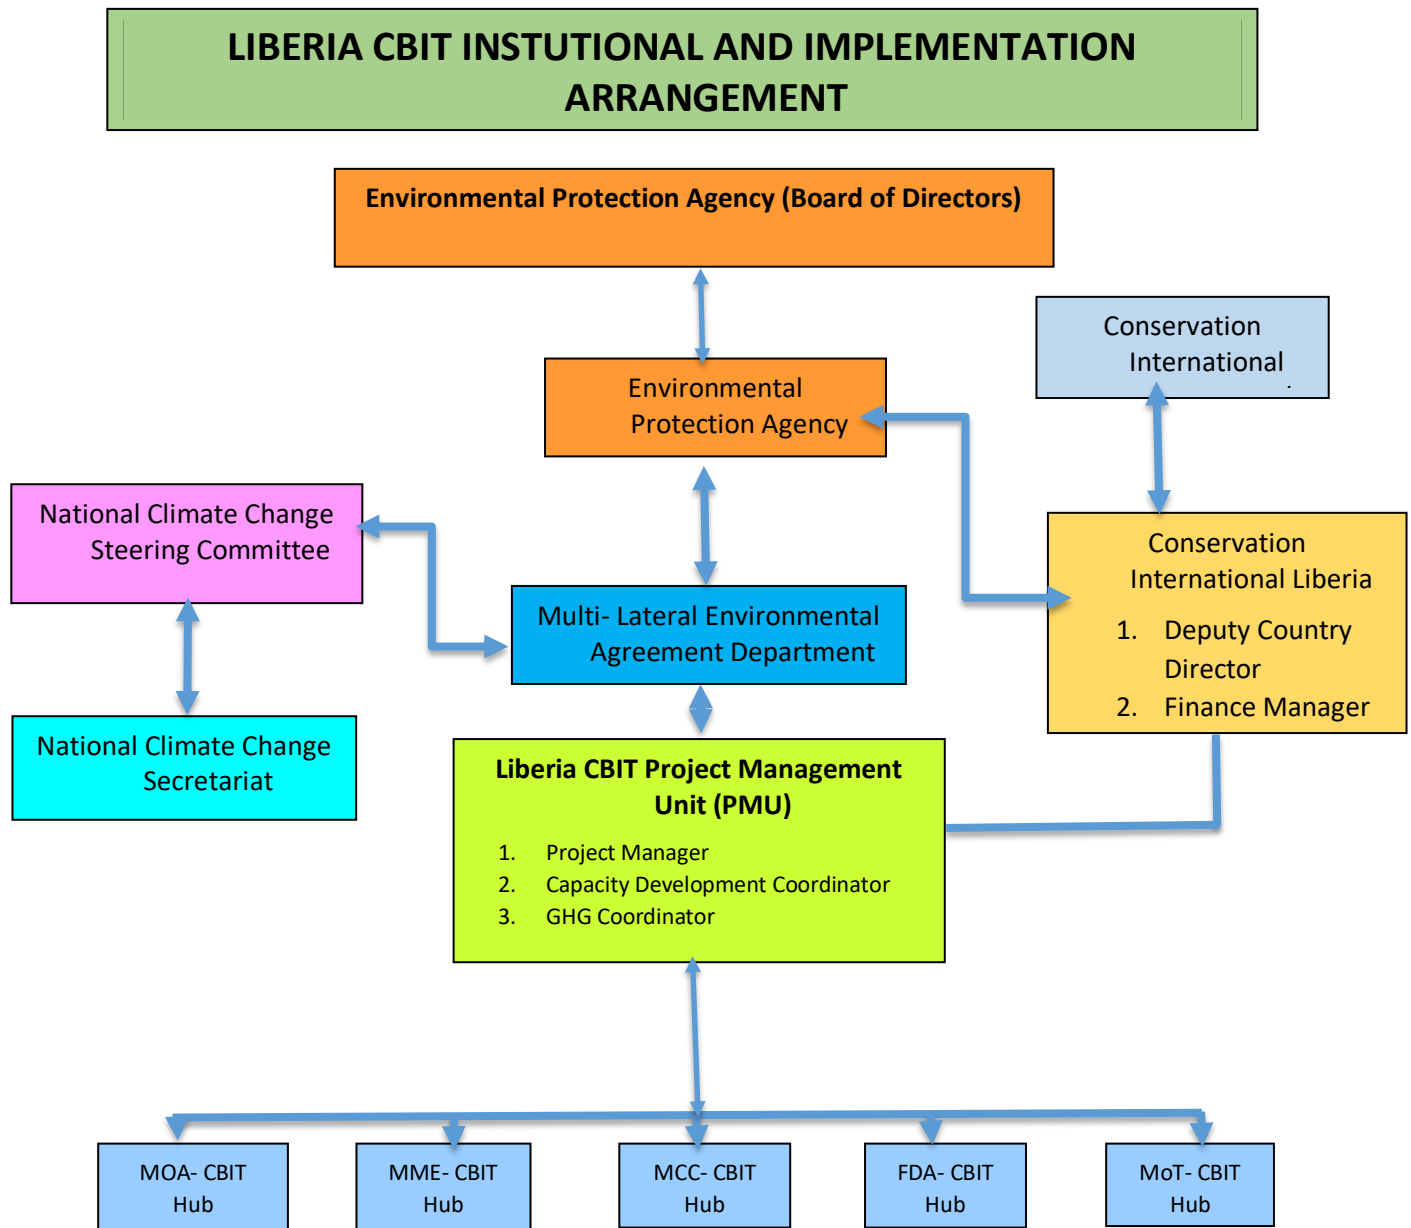 LIBERIA CBIT INSTUTIONAL AND IMPLEMENTATION
ARRANGEMENT
Environmental Protection Agency (Board of Directors)
Conservation
International
Environmental
Protection Agency
National Climate Change
Steering Committee
Conservation
International Liberia
1. Deputy Country
Director
2. Finance Manager
Multi- Lateral Environmental
Agreement Department
National Climate Change
Secretariat
Liberia CBIT Project Management
Unit (PMU)
1. Project Manager
2. Capacity Development Coordinator
3. GHG Coordinator
MOA- CBIT
Hub
MME- CBIT
Hub
MCC- CBIT
Hub
FDA- CBIT
Hub
MoT- CBIT
Hub